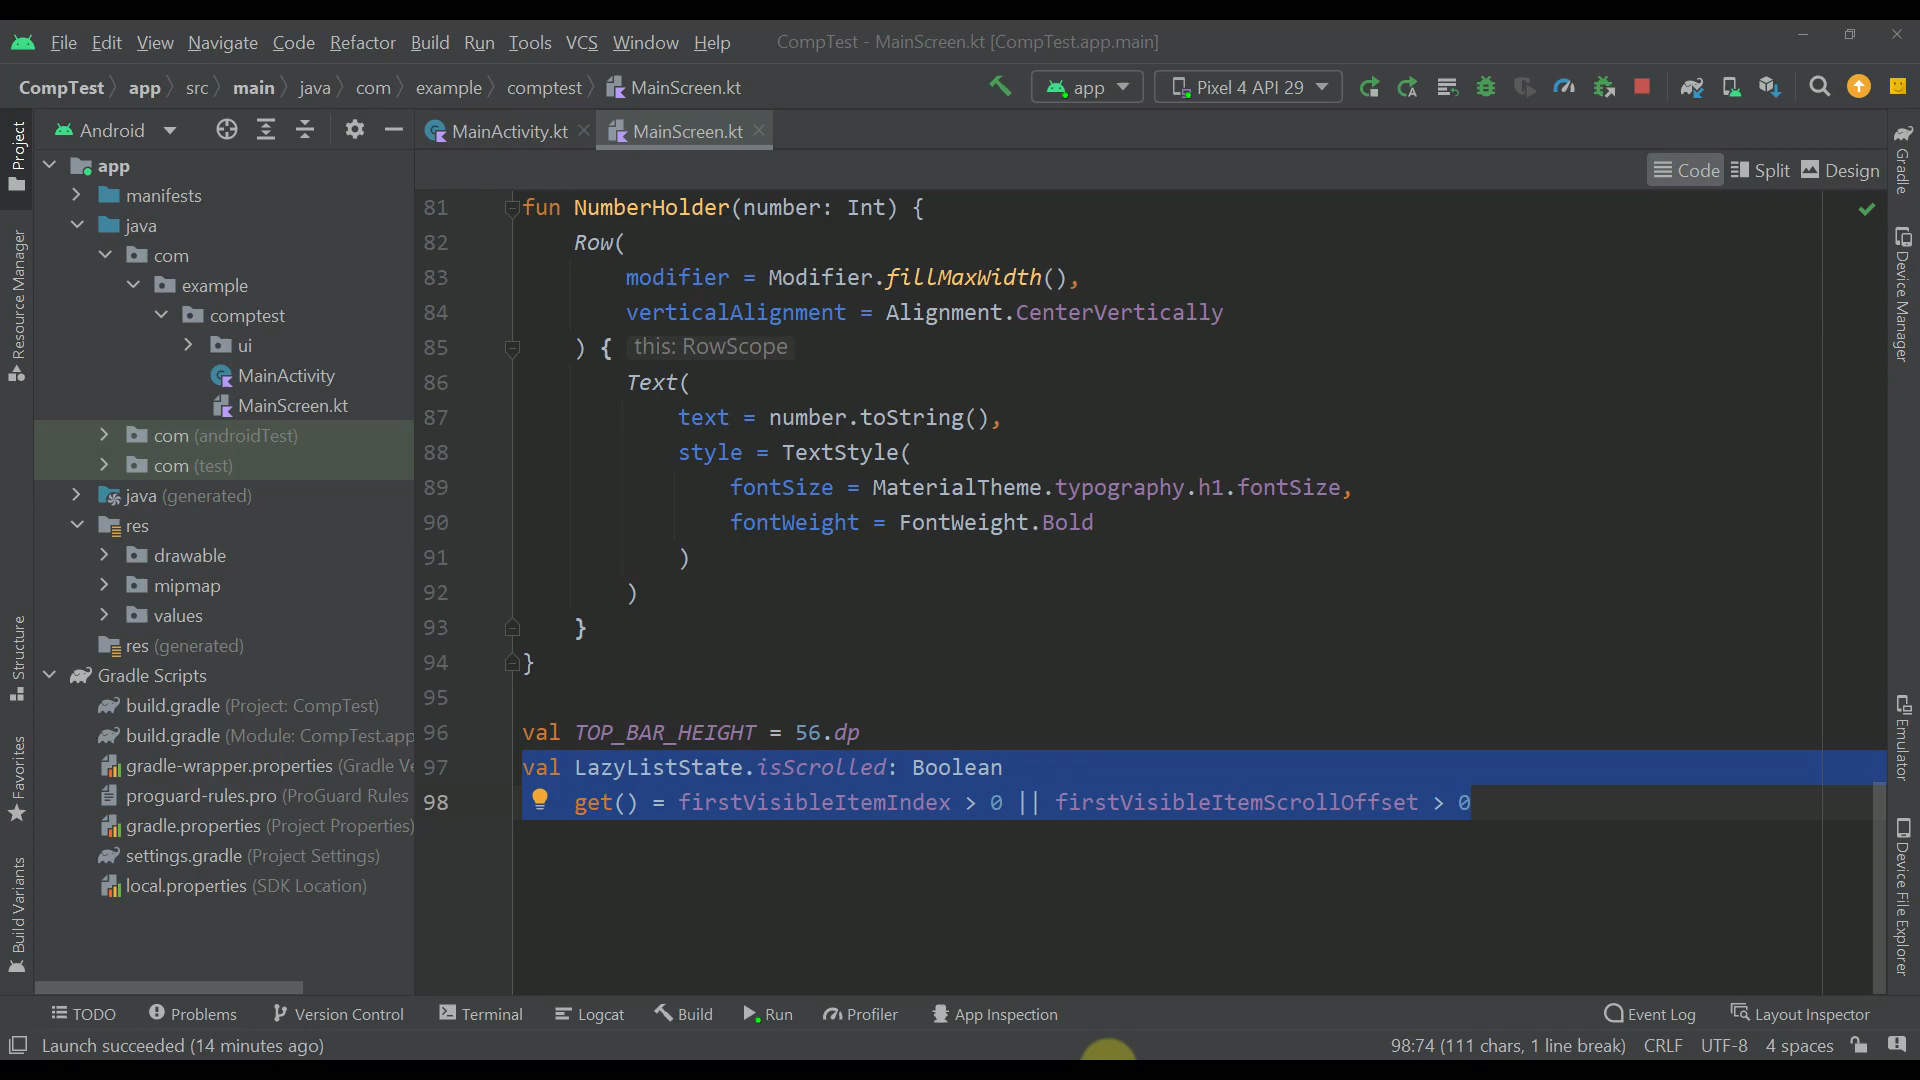 File Edit View Navigate Code Refactor Build Run Tools VCS Window Help CompTest - MainScreen.kt [CompTest.app.main]
CompTest app src main java com example comptest MainScreen.kt app Pixel 4 API 29
Android
MainActivity.kt MainScreen.kt
Code Split Design
Project
Resource Manager
Structure
Favorites
Build Variants
app
manifests
java
com
example
comptest
ui
MainActivity
MainScreen.kt
com (androidTest)
com (test)
java (generated)
res
drawable
mipmap
values
res (generated)
Gradle Scripts
build.gradle (Project: CompTest)
build.gradle (Module: CompTest.app
gradle-wrapper.properties (Gradle Ve
proguard-rules.pro (ProGuard Rules
gradle.properties (Project Properties)
settings.gradle (Project Settings)
local.properties (SDK Location)
81 fun NumberHolder(number: Int) {
82 Row(
83 modifier = Modifier.fillMaxWidth(),
84 verticalAlignment = Alignment.CenterVertically
85 ) { this: RowScope
86 Text(
87 text = number.toString(),
88 style = TextStyle(
89 fontSize = MaterialTheme.typography.h1.fontSize,
90 fontWeight = FontWeight.Bold
91 )
92 )
93 }
94 }
95
96 val TOP_BAR_HEIGHT = 56.dp
97 val LazyListState.isScrolled: Boolean
98 get() = firstVisibleItemIndex > 0 || firstVisibleItemScrollOffset > 0
Gradle
Device Manager
Emulator
Device File Explorer
TODO Problems Version Control Terminal Logcat Build Run Profiler App Inspection Event Log Layout Inspector
Launch succeeded (14 minutes ago) 98:74 (111 chars, 1 line break) CRLF UTF-8 4 spaces